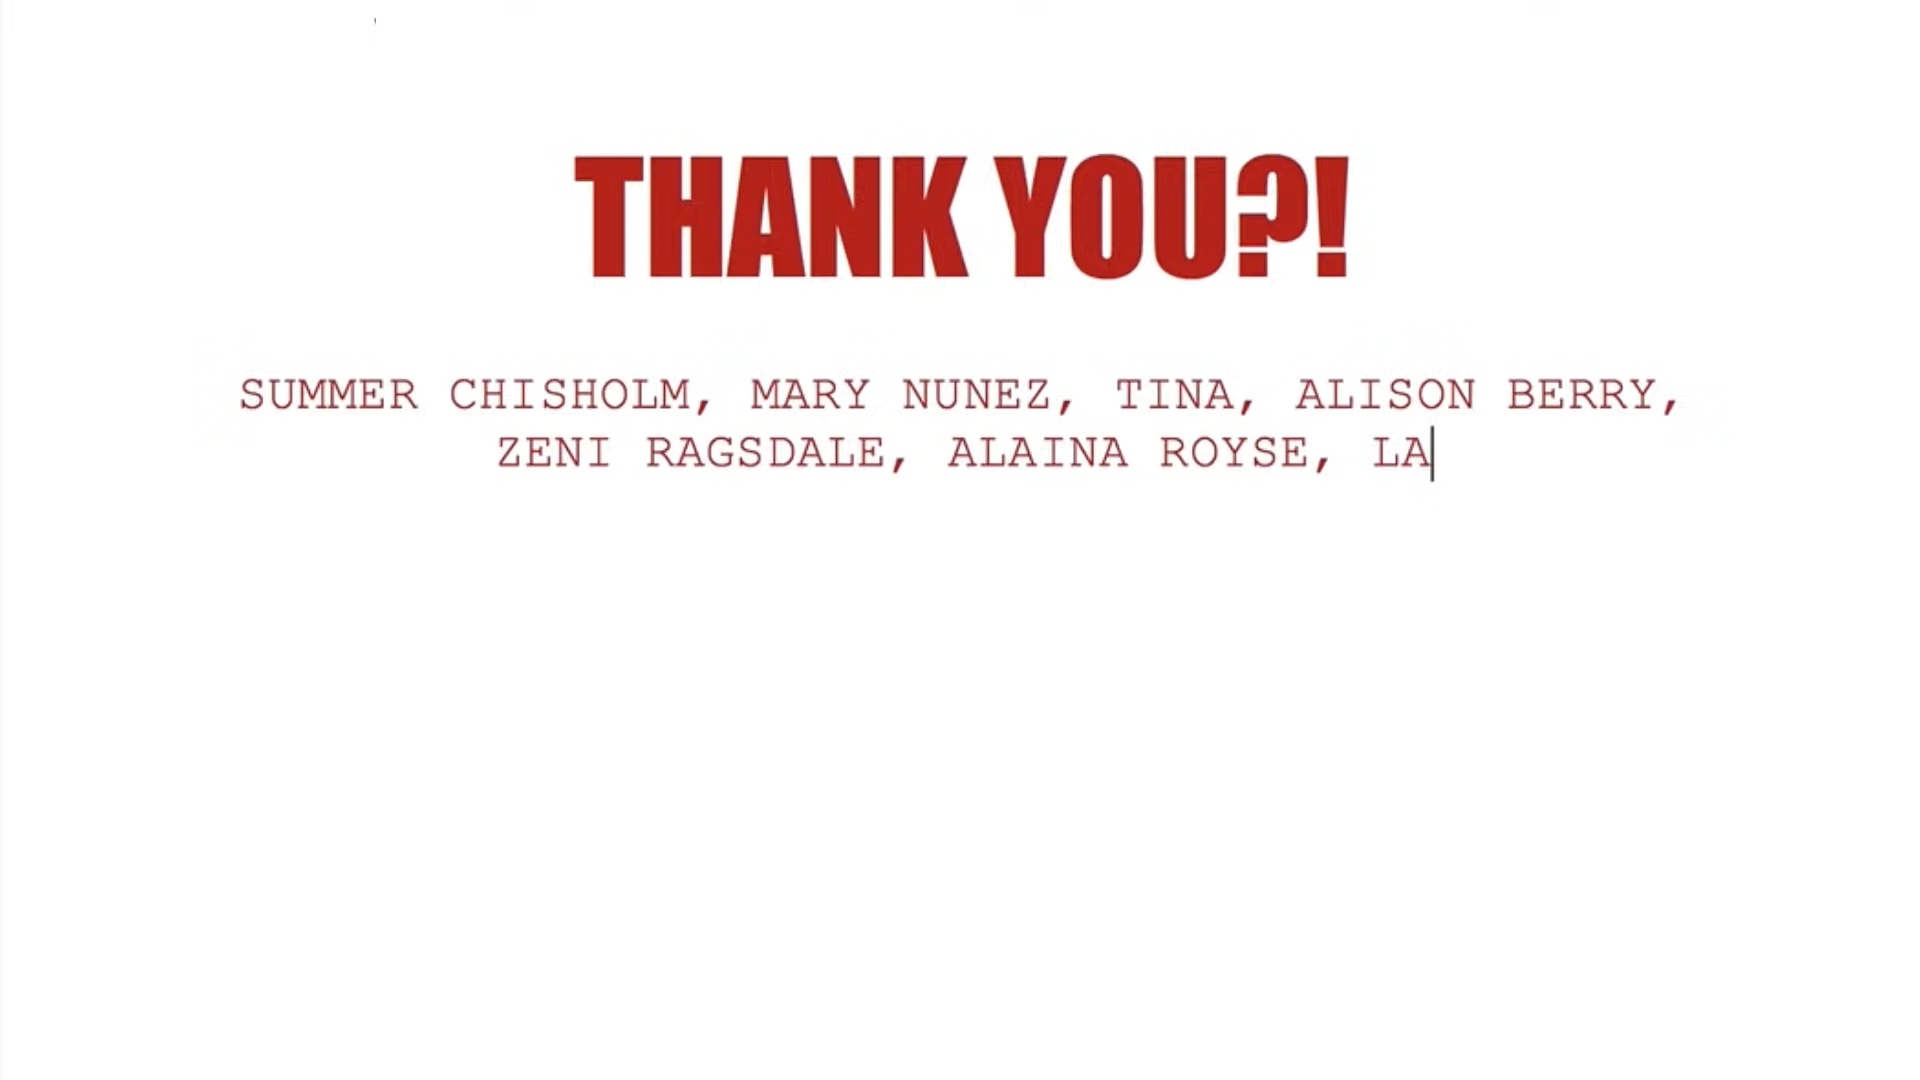 THANK YOU?!
SUMMER CHISHOLM, MARY NUNEZ, TINA, ALISON BERRY,
ZENI RAGSDALE, ALAINA ROYSE, LA